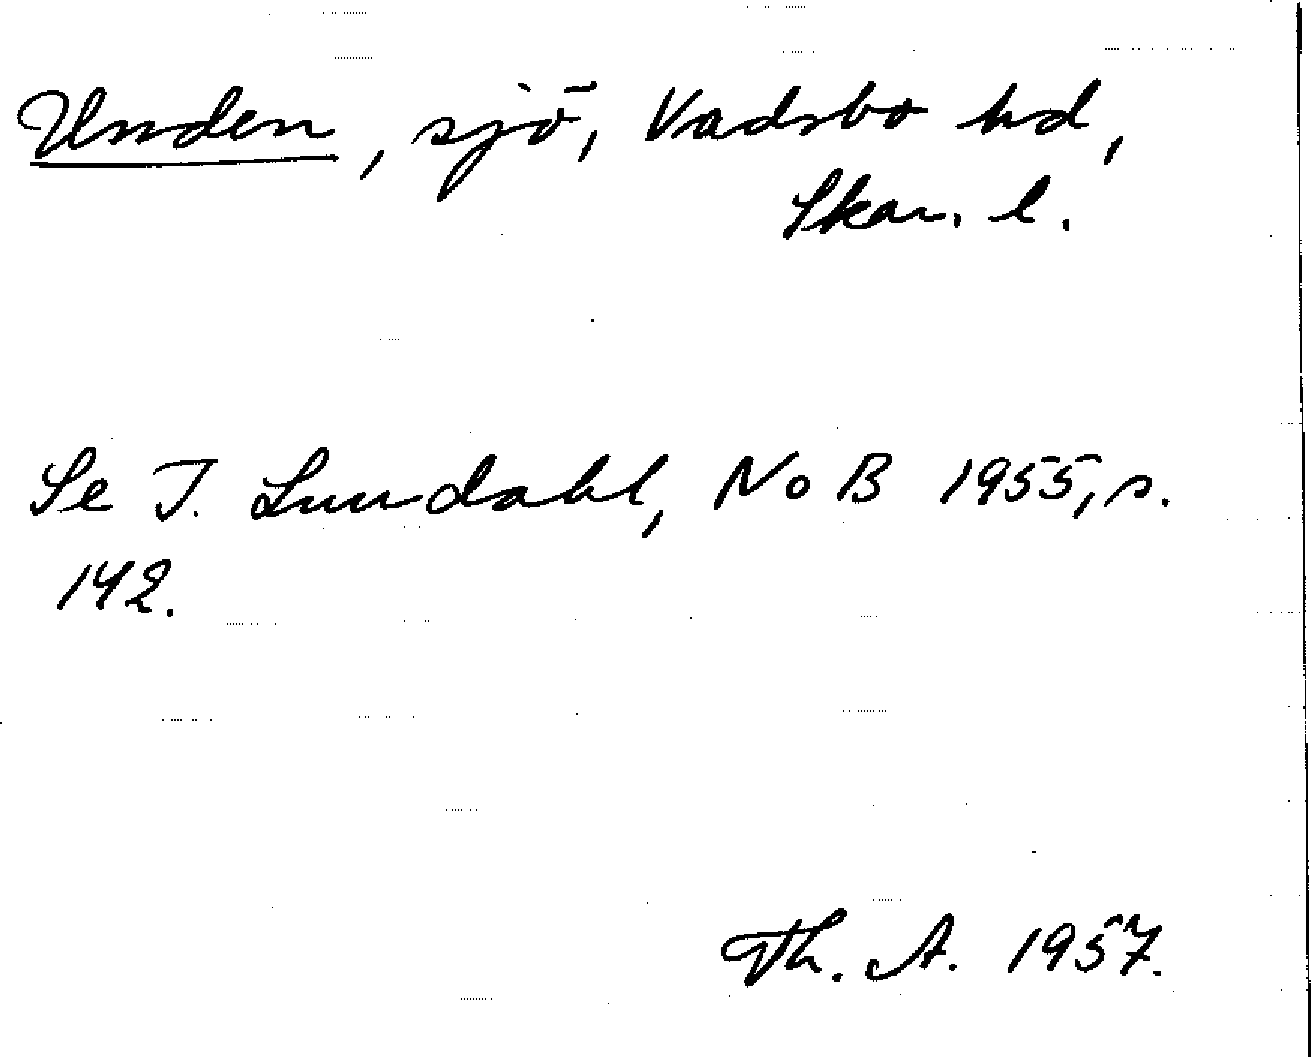 Unden, sjö, Vadsbo hd,
Skar. l.
Se I. Lundahl, NoB 1955, s.
142.
Th. A. 1957.